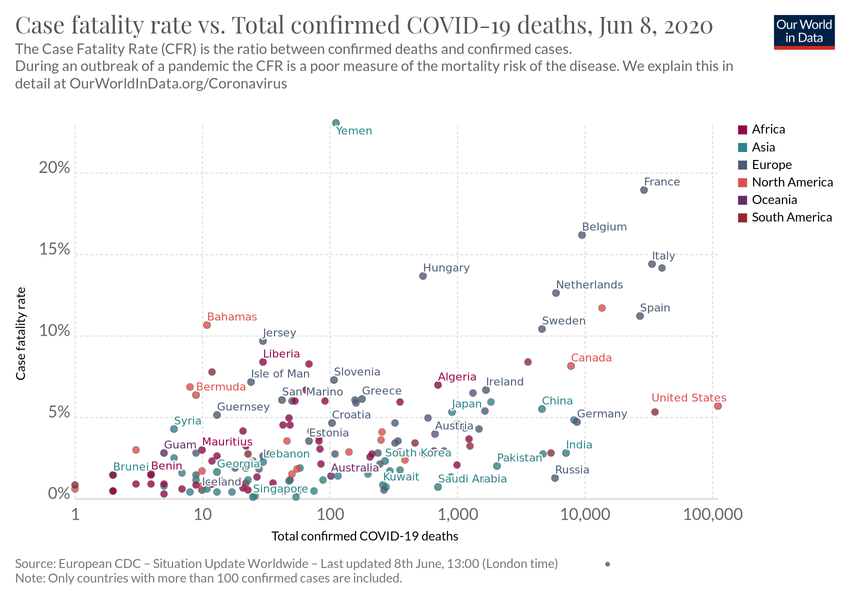 Case fatality rate vs. Total confirmed COVID-19 deaths, Jun 8, 2020
Our World
in Data
The Case Fatality Rate (CFR) is the ratio between confirmed deaths and confirmed cases.
During an outbreak of a pandemic the CFR is a poor measure of the mortality risk of the disease. We explain this in
detail at OurWorldInData.org/Coronavirus
Africa
Asia
Europe
North America
Oceania
South America
Case fatality rate
20%
15%
10%
5%
0%
Yemen
France
Belgium
Italy
Hungary
Netherlands
Spain
Bahamas
Sweden
Jersey
Liberia
Canada
Isle of Man
Slovenia
Algeria
Ireland
Bermuda
San Marino
Greece
United States
Guernsey
Croatia
Japan
China
Germany
Syria
Estonia
Austria
Guam
Mauritius
Lebanon
South Korea
India
Pakistan
Brunei
Benin
Georgia
Australia
Russia
Iceland
Kuwait
Saudi Arabia
Singapore
1
10
100
1,000
10,000
100,000
Total confirmed COVID-19 deaths
Source: European CDC – Situation Update Worldwide – Last updated 8th June, 13:00 (London time)
Note: Only countries with more than 100 confirmed cases are included.